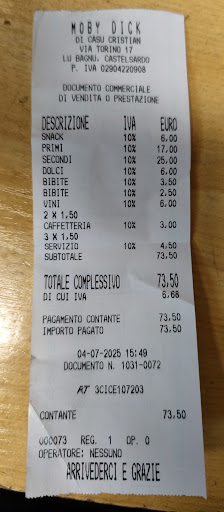 MOBY DICK
DI CASU CRISTIAN
VIA TORINO 17
LU BAGNU, CASTELSARDO
P. IVA 02904220908
DOCUMENTO COMMERCIALE
DI VENDITA O PRESTAZIONE
DESCRIZIONE IVA EURO
SNACK 10% 6,00
PRIMI 10% 17,00
SECONDI 10% 25,00
DOLCI 10% 6,00
BIBITE 10% 3,50
BIBITE 10% 2,50
VINI 10% 6,00
2 X 1,50
CAFFETTERIA 10% 3,00
3 X 1,50
SERVIZIO 10% 4,50
SUBTOTALE 73,50
TOTALE COMPLESSIVO 73,50
DI CUI IVA 6,68
PAGAMENTO CONTANTE 73,50
IMPORTO PAGATO 73,50
04-07-2025 15:49
DOCUMENTO N. 1031-0072
RT 3CICE107203
CONTANTE 73,50
000073 REG. 1 OP. 0
OPERATORE: NESSUNO
ARRIVEDERCI E GRAZIE